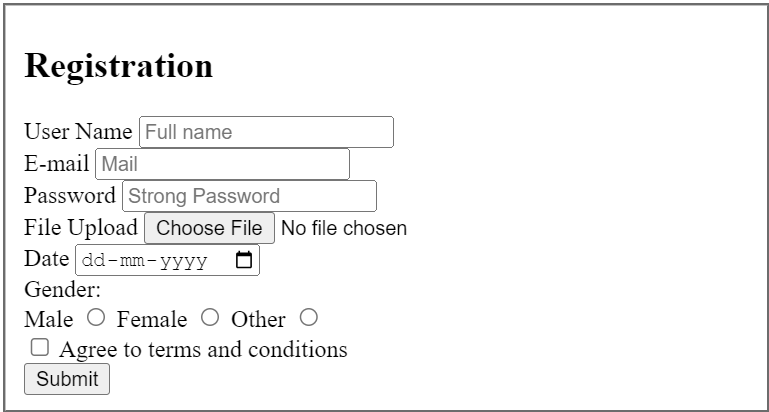 Registration
User Name Full name
E-mail Mail
Password Strong Password
File Upload Choose File No file chosen
Date dd-mm-yyyy
Gender:
Male Female Other
Agree to terms and conditions
Submit